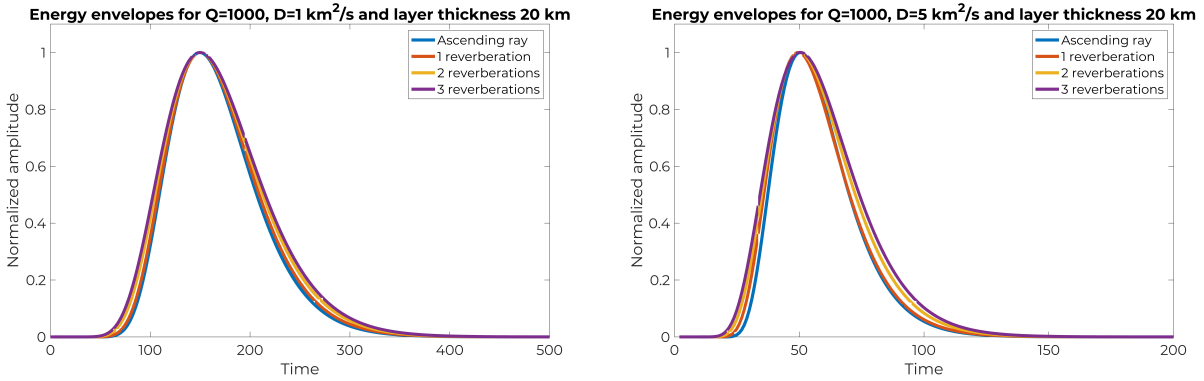 Energy envelopes for Q=1000, D=1 km²/s and layer thickness 20 km
Normalized amplitude
1
0.8
0.6
0.4
0.2
0
0 100 200 300 400 500
Time
Ascending ray
1 reverberation
2 reverberations
3 reverberations
Energy envelopes for Q=1000, D=5 km²/s and layer thickness 20 km
Normalized amplitude
1
0.8
0.6
0.4
0.2
0
0 50 100 150 200
Time
Ascending ray
1 reverberation
2 reverberations
3 reverberations